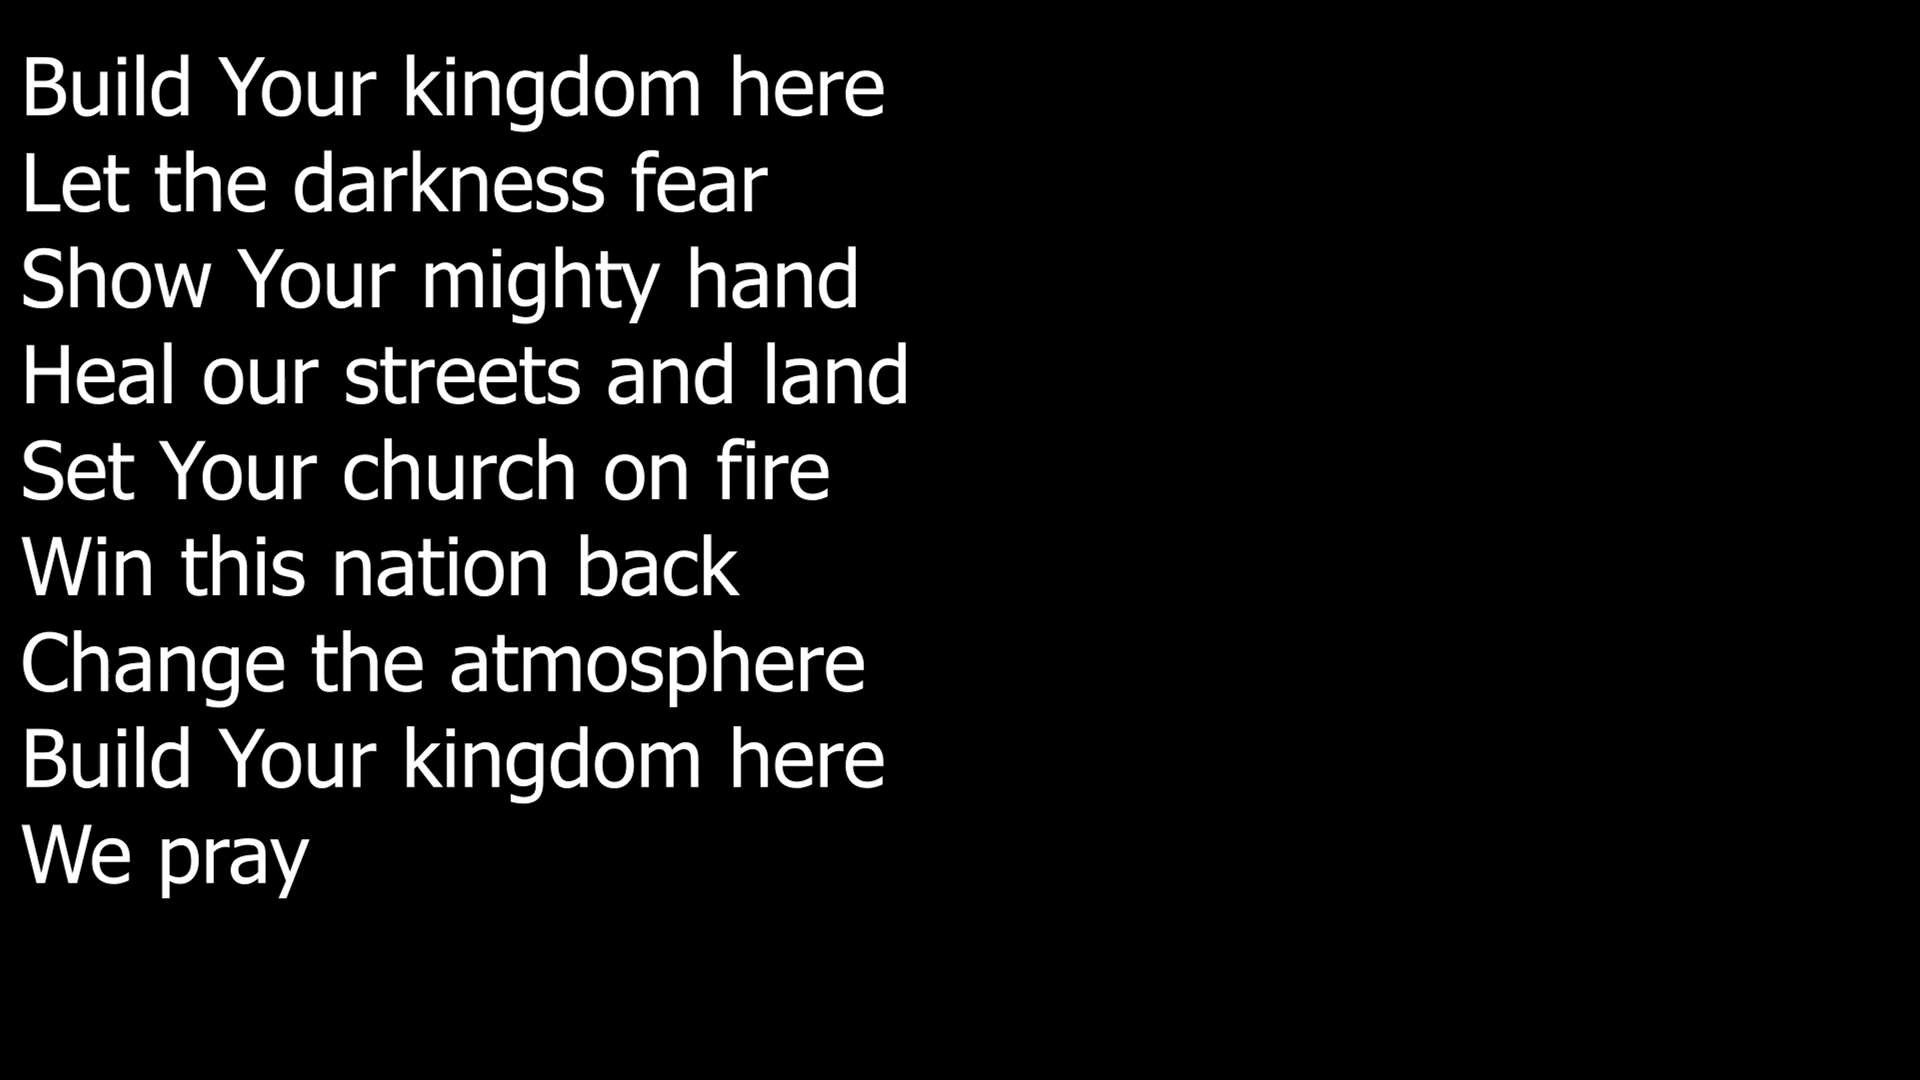 Build Your kingdom here
Let the darkness fear
Show Your mighty hand
Heal our streets and land
Set Your church on fire
Win this nation back
Change the atmosphere
Build Your kingdom here
We pray